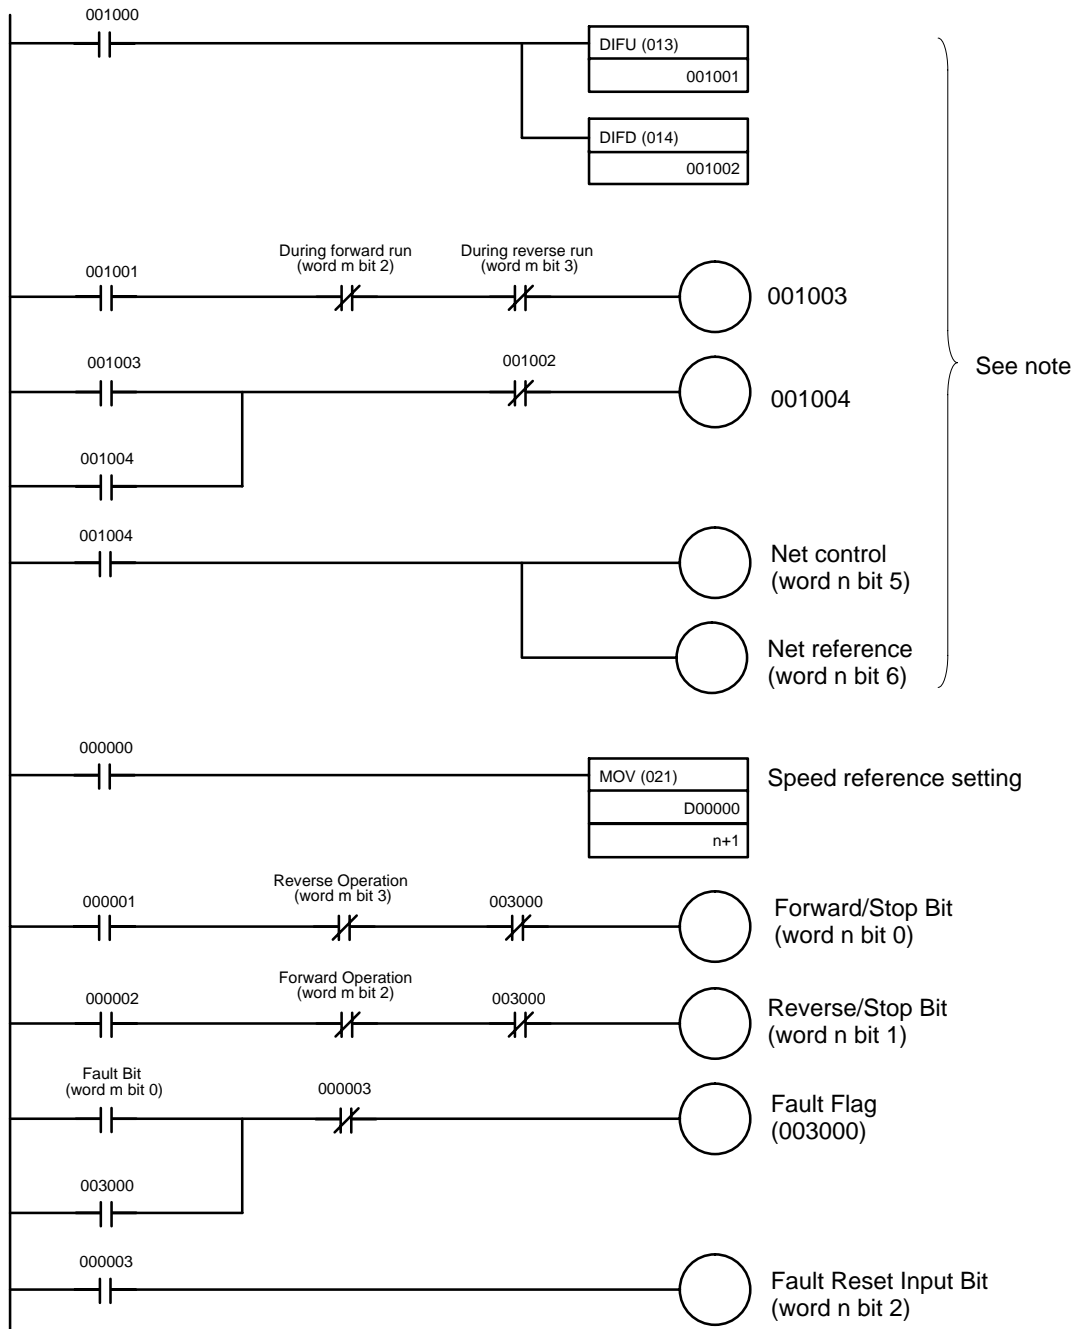 001000
DIFU (013)
001001
DIFD (014)
001002
During forward run
(word m bit 2)
During reverse run
(word m bit 3)
001001
001003
001003
001002
001004
See note
001004
001004
Net control
(word n bit 5)
Net reference
(word n bit 6)
000000
MOV (021)
D00000
n+1
Speed reference setting
000001
Reverse Operation
(word m bit 3)
003000
Forward/Stop Bit
(word n bit 0)
000002
Forward Operation
(word m bit 2)
003000
Reverse/Stop Bit
(word n bit 1)
Fault Bit
(word m bit 0)
000003
Fault Flag
(003000)
003000
000003
Fault Reset Input Bit
(word n bit 2)